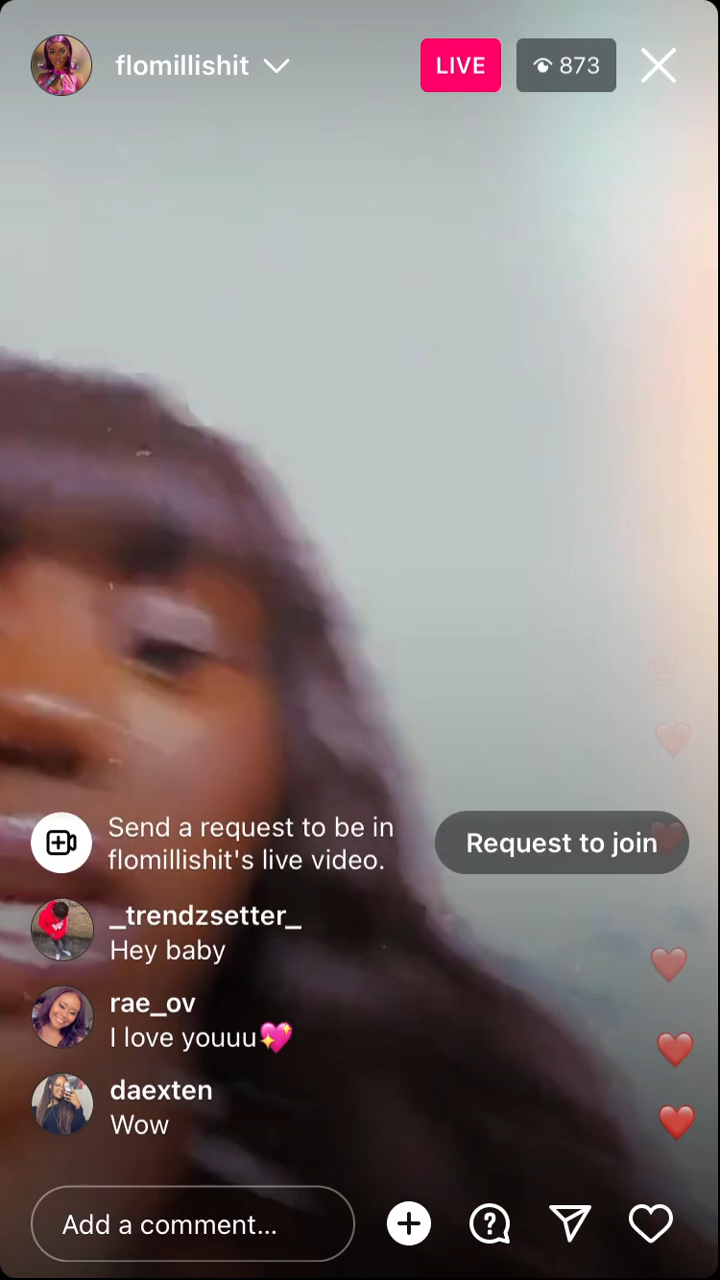 flomillishit
LIVE
873
Send a request to be in
flomillishit's live video.
Request to join
_trendzsetter_
Hey baby
rae_ov
I love youuu💖
daexten
Wow
Add a comment...